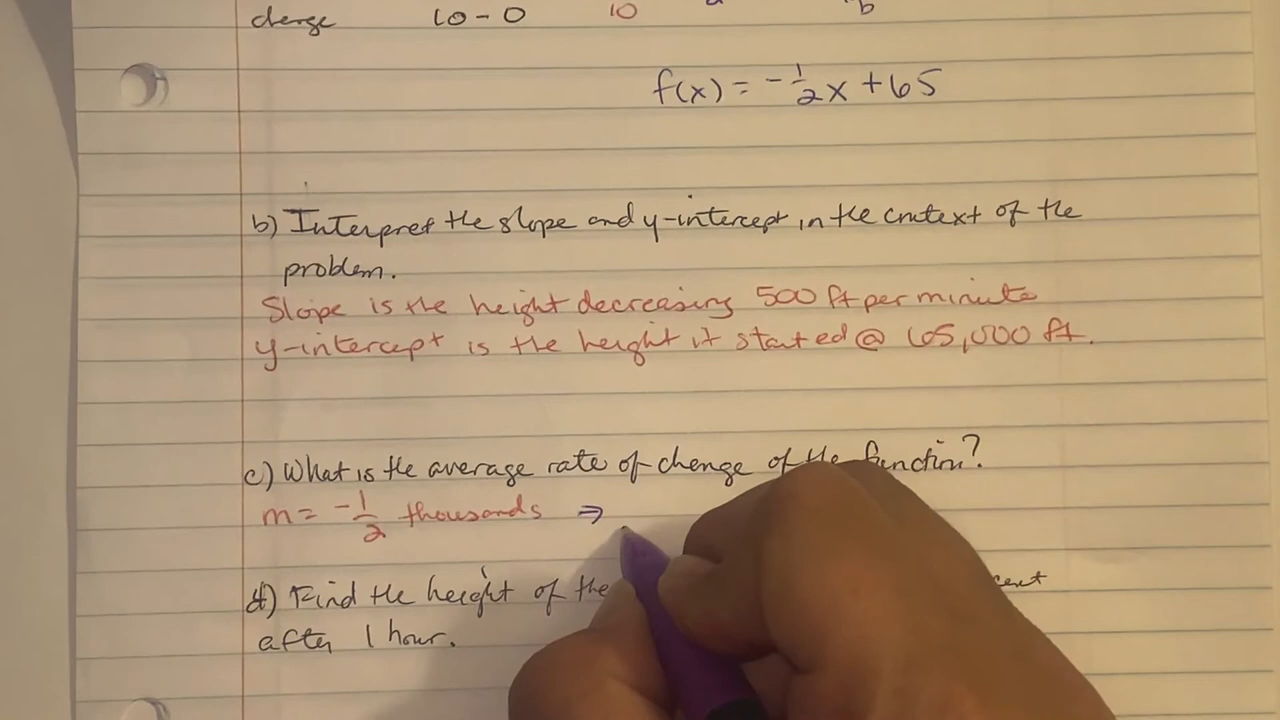 change 10 - 0 10 b
f(x) = -1/2x + 65
b) Interpret the slope and y-intercept in the context of the
problem.
Slope is the height decreasing 500 ft per minute
y-intercept is the height it started @ 65,000 ft.
c) What is the average rate of change of the function?
m = -1/2 thousands ⇒
d) Find the height of the
after 1 hour.